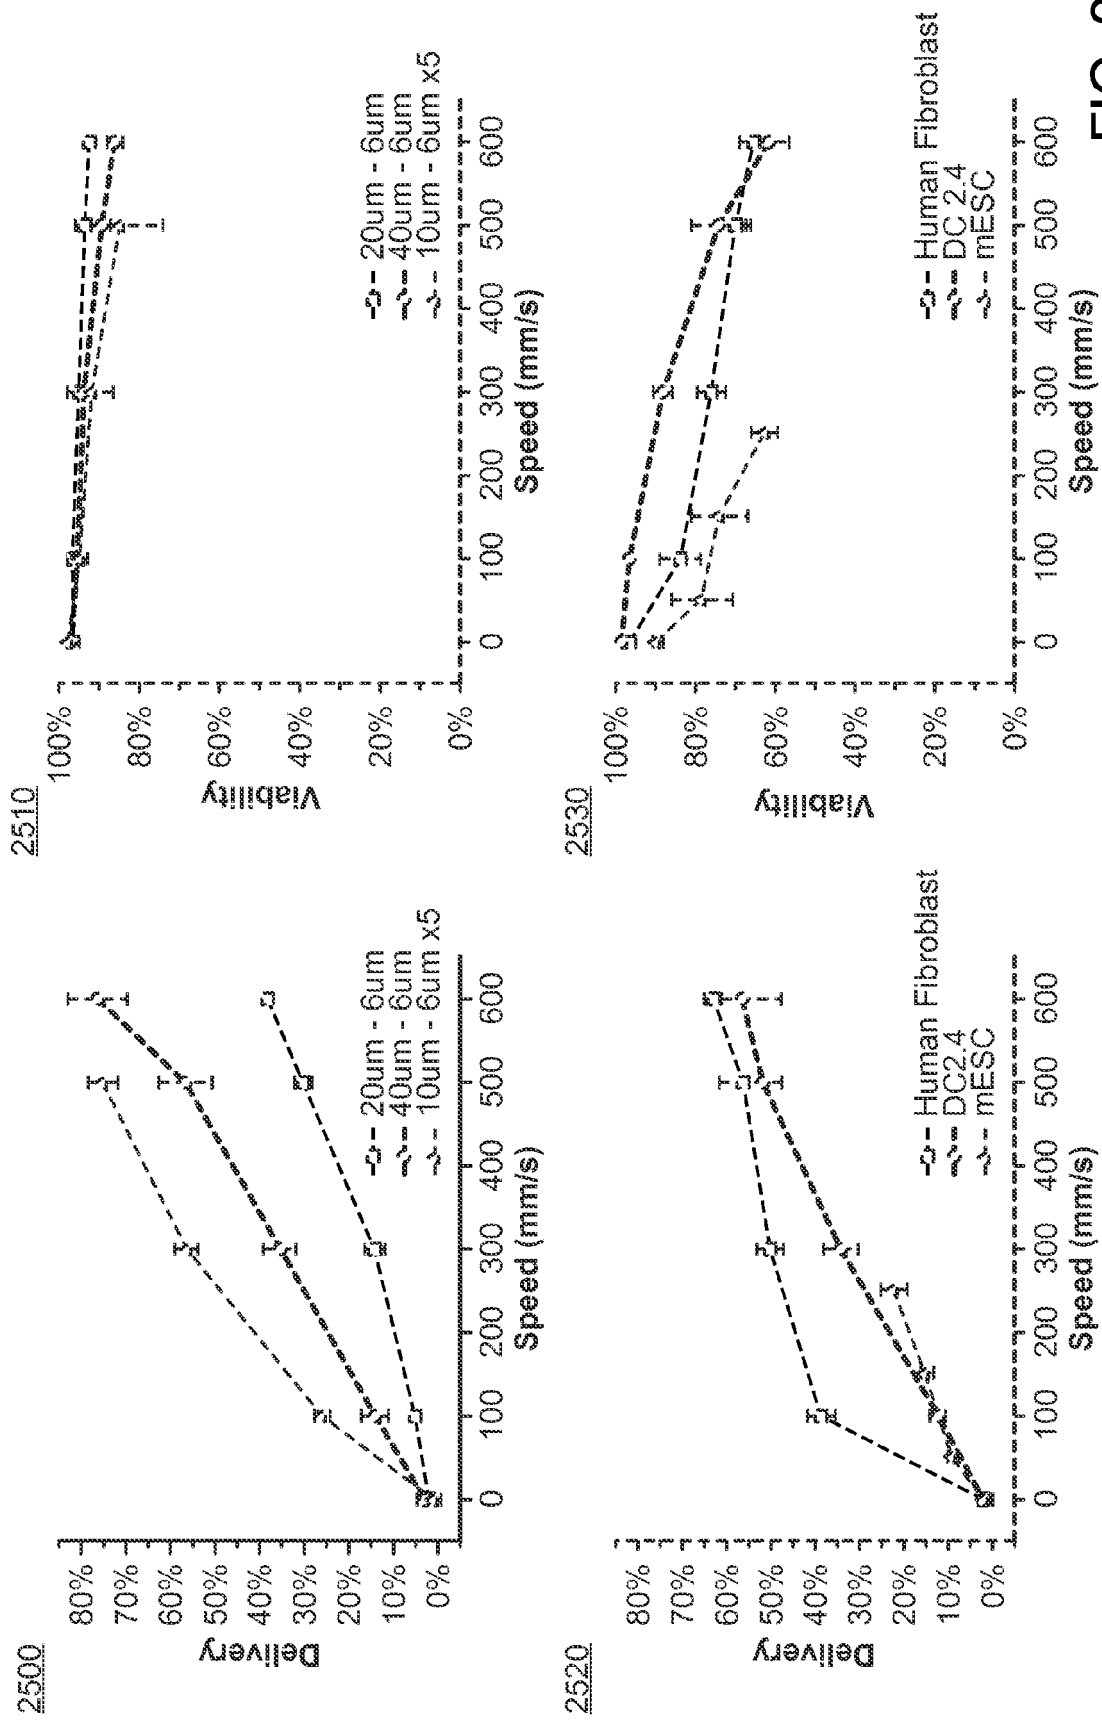 2500
Delivery
80%
70%
60%
50%
40%
30%
20%
10%
0%
0 100 200 300 400 500 600
Speed (mm/s)
20um - 6um
40um - 6um
10um - 6um x5
2510
Viability
100%
80%
60%
40%
20%
0%
0 100 200 300 400 500 600
Speed (mm/s)
20um - 6um
40um - 6um
10um - 6um x5
2520
Delivery
80%
70%
60%
50%
40%
30%
20%
10%
0%
0 100 200 300 400 500 600
Speed (mm/s)
Human Fibroblast
DC2.4
mESC
2530
Viability
100%
80%
60%
40%
20%
0%
0 100 200 300 400 500 600
Speed (mm/s)
Human Fibroblast
DC 2.4
mESC
FIG.